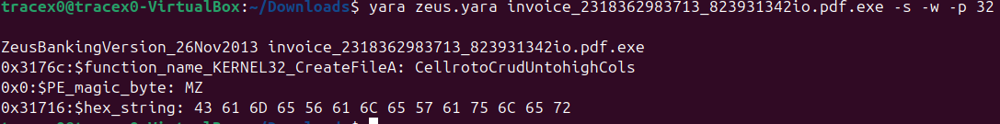 tracex0@tracex0-VirtualBox:~/Downloads$ yara zeus.yara invoice_2318362983713_823931342io.pdf.exe -s -w -p 32
ZeusBankingVersion_26Nov2013 invoice_2318362983713_823931342io.pdf.exe
0x3176c:$function_name_KERNEL32_CreateFileA: CellrotoCrudUntohighCols
0x0:$PE_magic_byte: MZ
0x31716:$hex_string: 43 61 6D 65 56 61 6C 65 57 61 75 6C 65 72